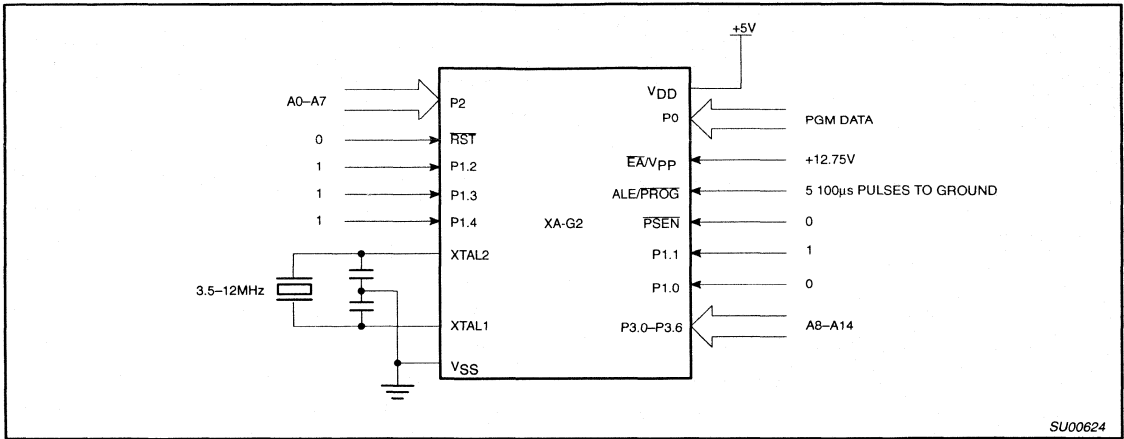 +5V
A0–A7
P2
VDD
P0
PGM DATA
0
RST
EA/VPP
+12.75V
1
P1.2
ALE/PROG
5 100µs PULSES TO GROUND
1
P1.3
XA-G2
PSEN
0
1
P1.4
P1.1
1
XTAL2
P1.0
0
3.5–12MHz
XTAL1
P3.0–P3.6
A8–A14
VSS
SU00624